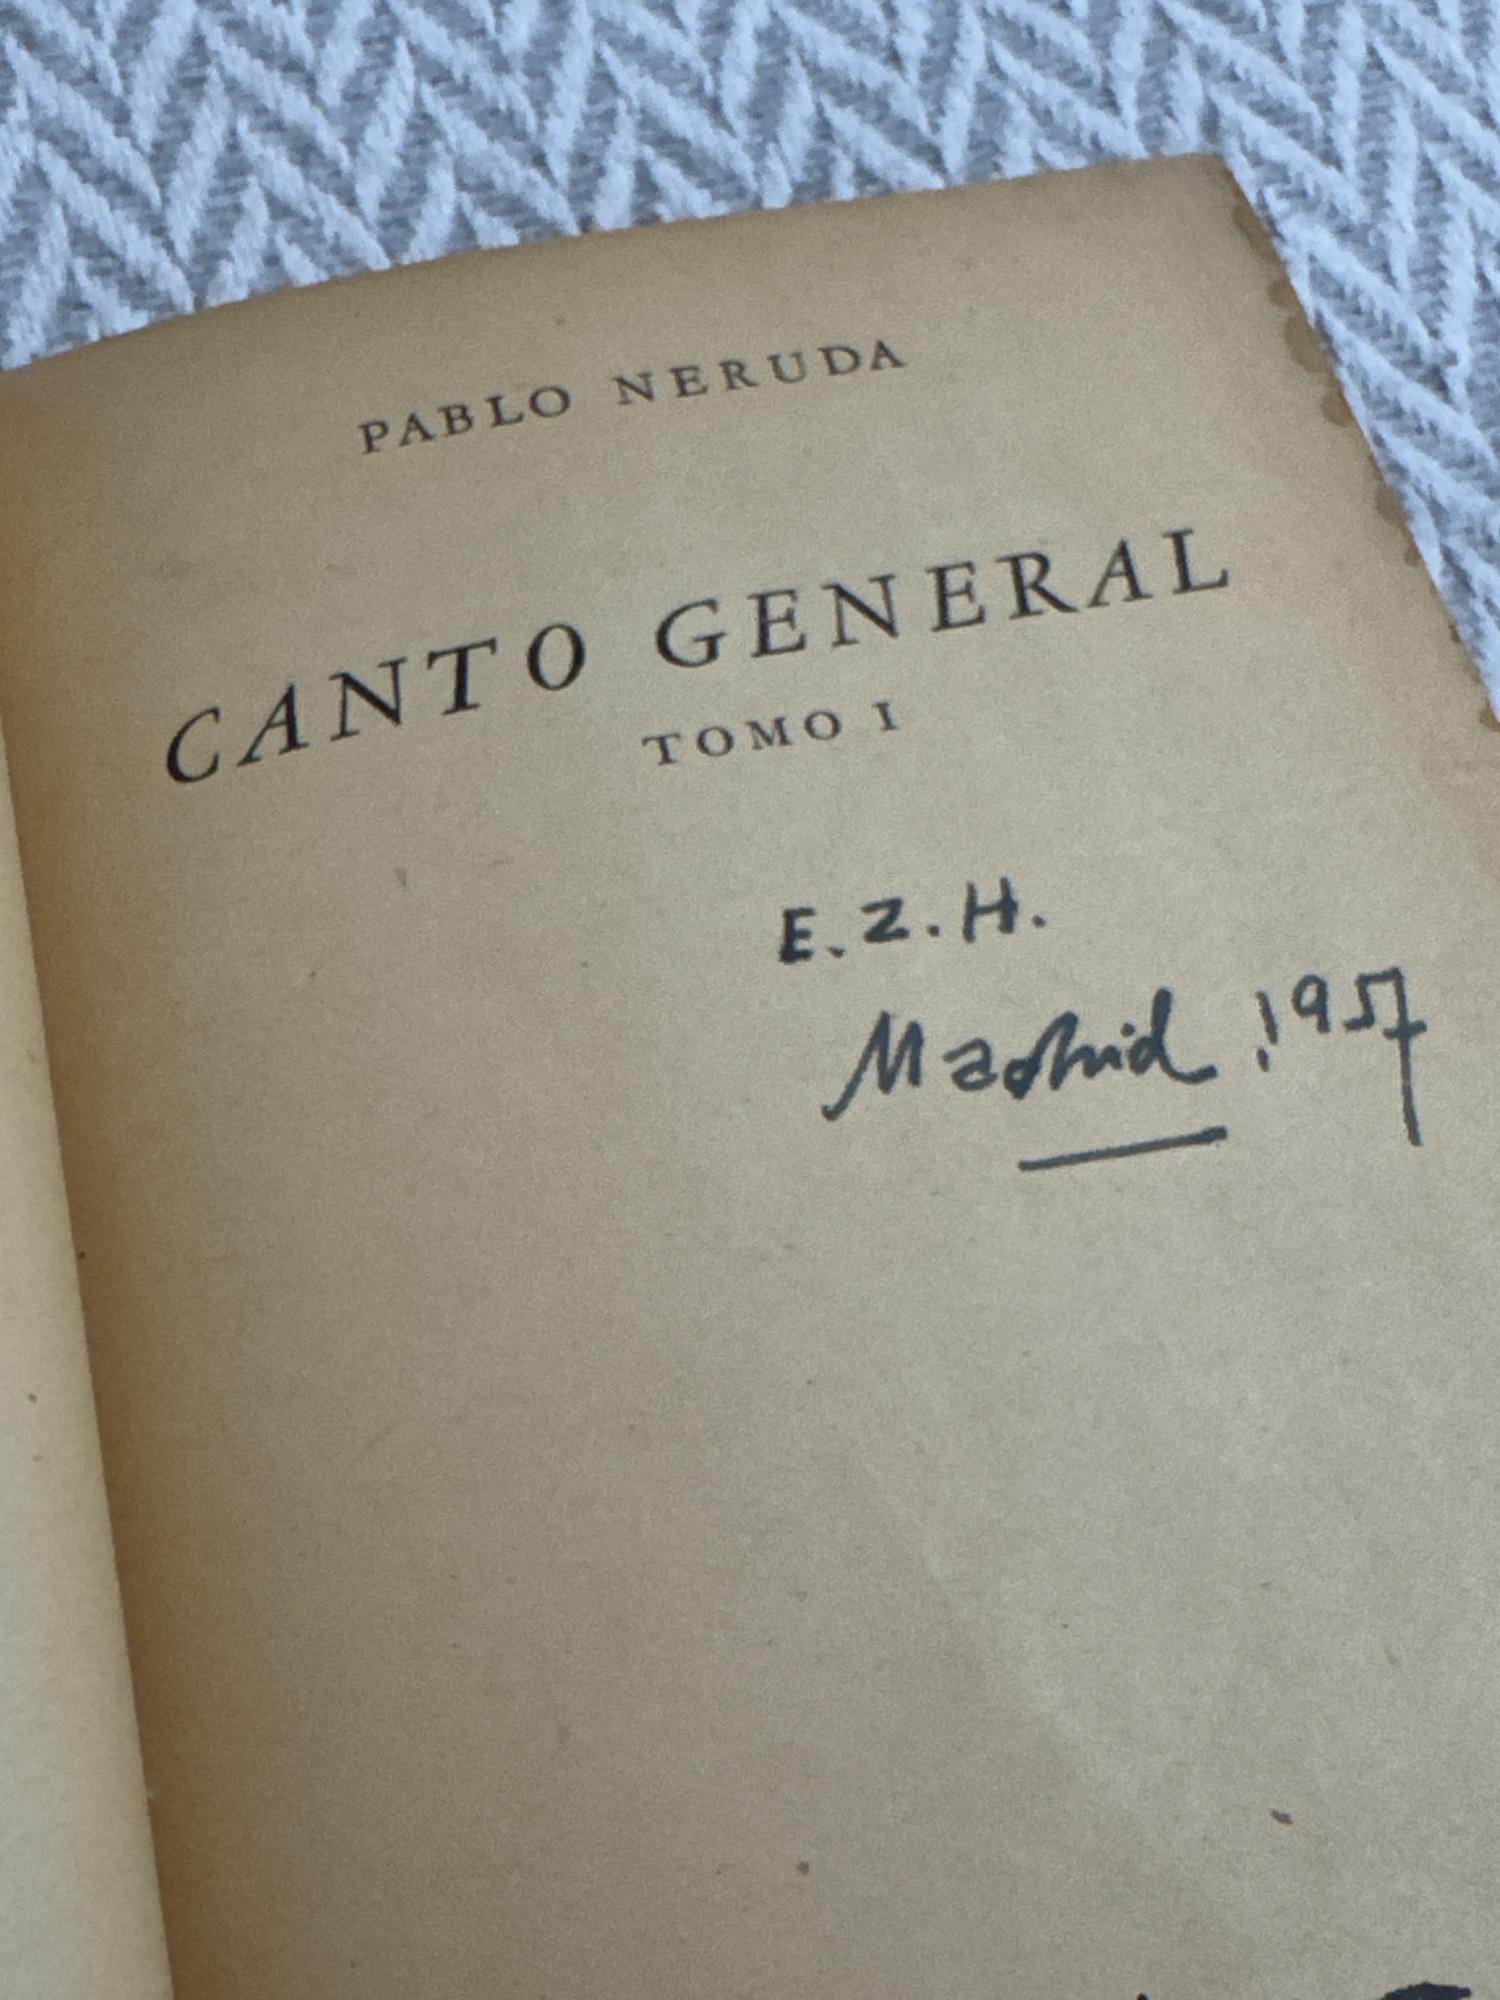 PABLO NERUDA
CANTO GENERAL
TOMO I
E. Z. H.
Madrid 1957